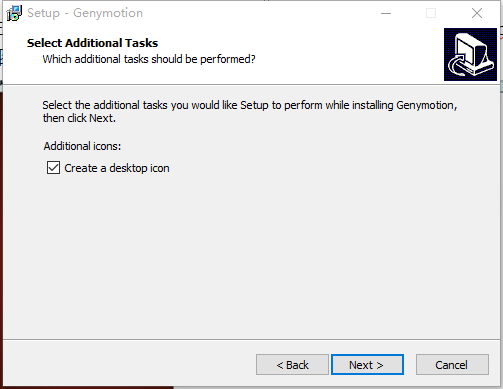 Setup - Genymotion
Select Additional Tasks
Which additional tasks should be performed?
Select the additional tasks you would like Setup to perform while installing Genymotion,
then click Next.
Additional icons:
Create a desktop icon
< Back
Next >
Cancel